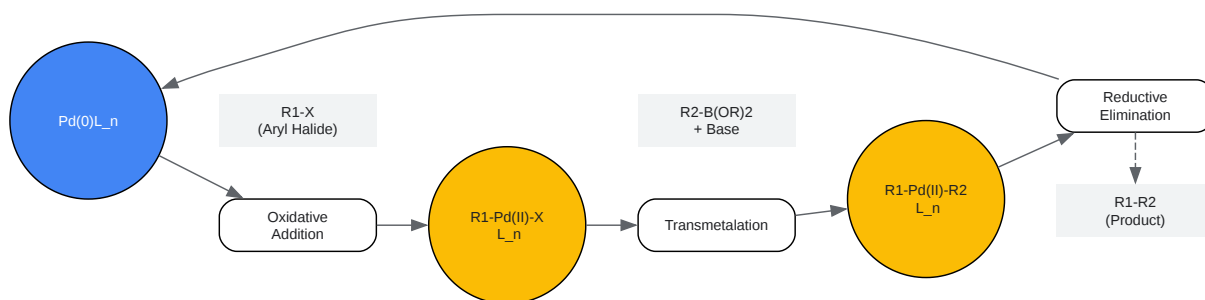 Pd(0)L_n
R1-X
(Aryl Halide)
Oxidative
Addition
R1-Pd(II)-X
L_n
R2-B(OR)2
+ Base
Transmetalation
R1-Pd(II)-R2
L_n
Reductive
Elimination
R1-R2
(Product)